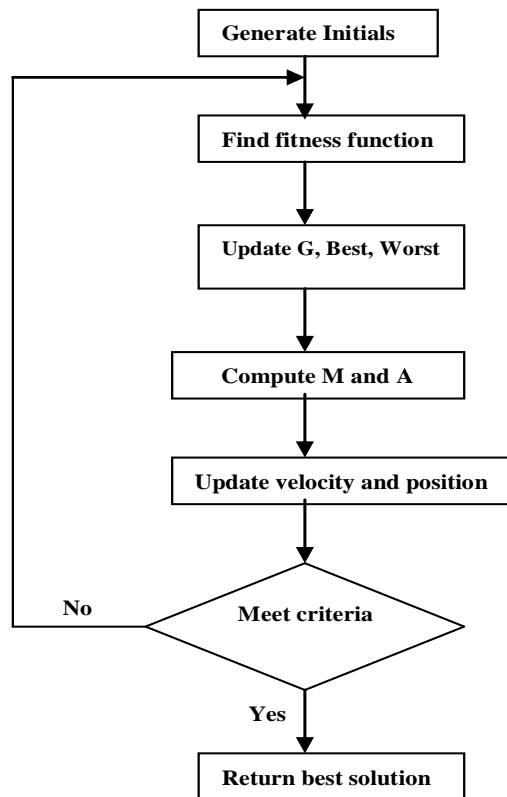 Generate Initials
Find fitness function
Update G, Best, Worst
Compute M and A
Update velocity and position
Meet criteria
No
Yes
Return best solution